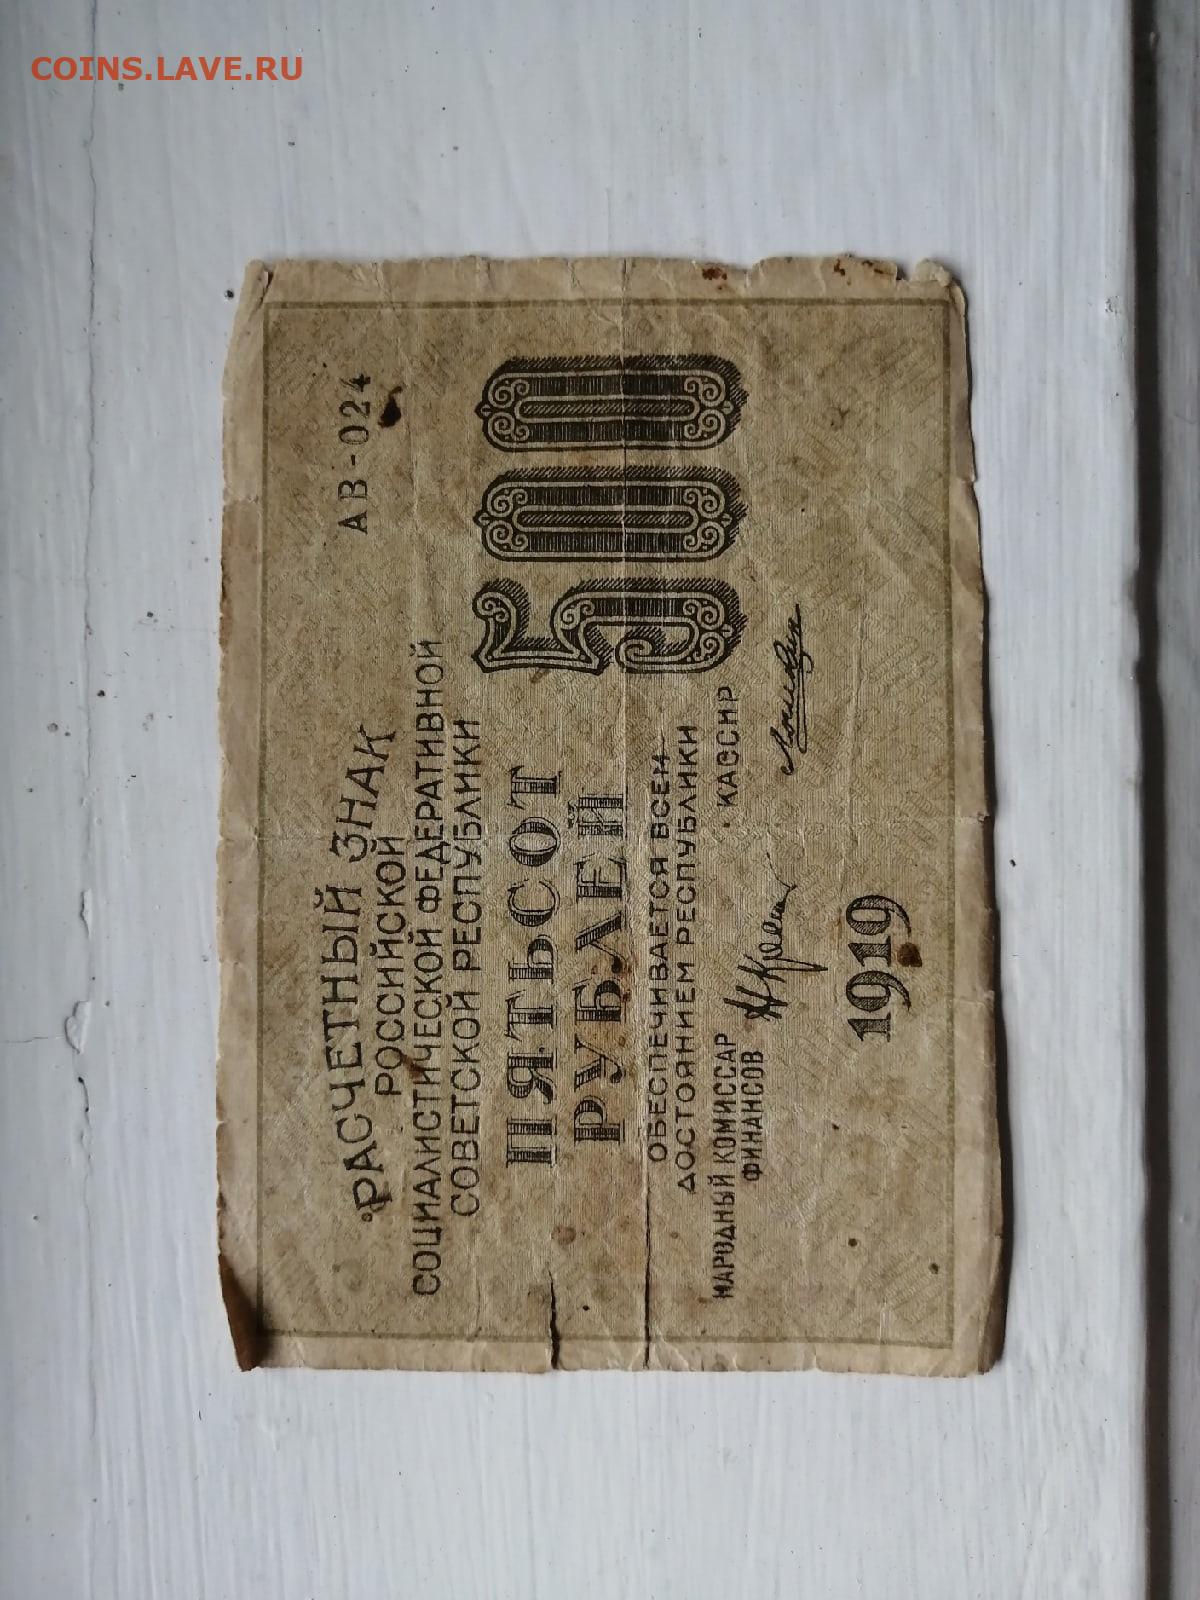 COINS.LAVE.RU
РАСЧЕТНЫЙ ЗНАК
РОССИЙСКОЙ
СОЦИАЛИСТИЧЕСКОЙ ФЕДЕРАТИВНОЙ
СОВЕТСКОЙ РЕСПУБЛИКИ
АВ-024
ПЯТЬСОТ
РУБЛЕЙ
500
ОБЕСПЕЧИВАЕТСЯ ВСЕМ
ДОСТОЯНИЕМ РЕСПУБЛИКИ
НАРОДНЫЙ КОМИССАР
ФИНАНСОВ
КАССИР
1919